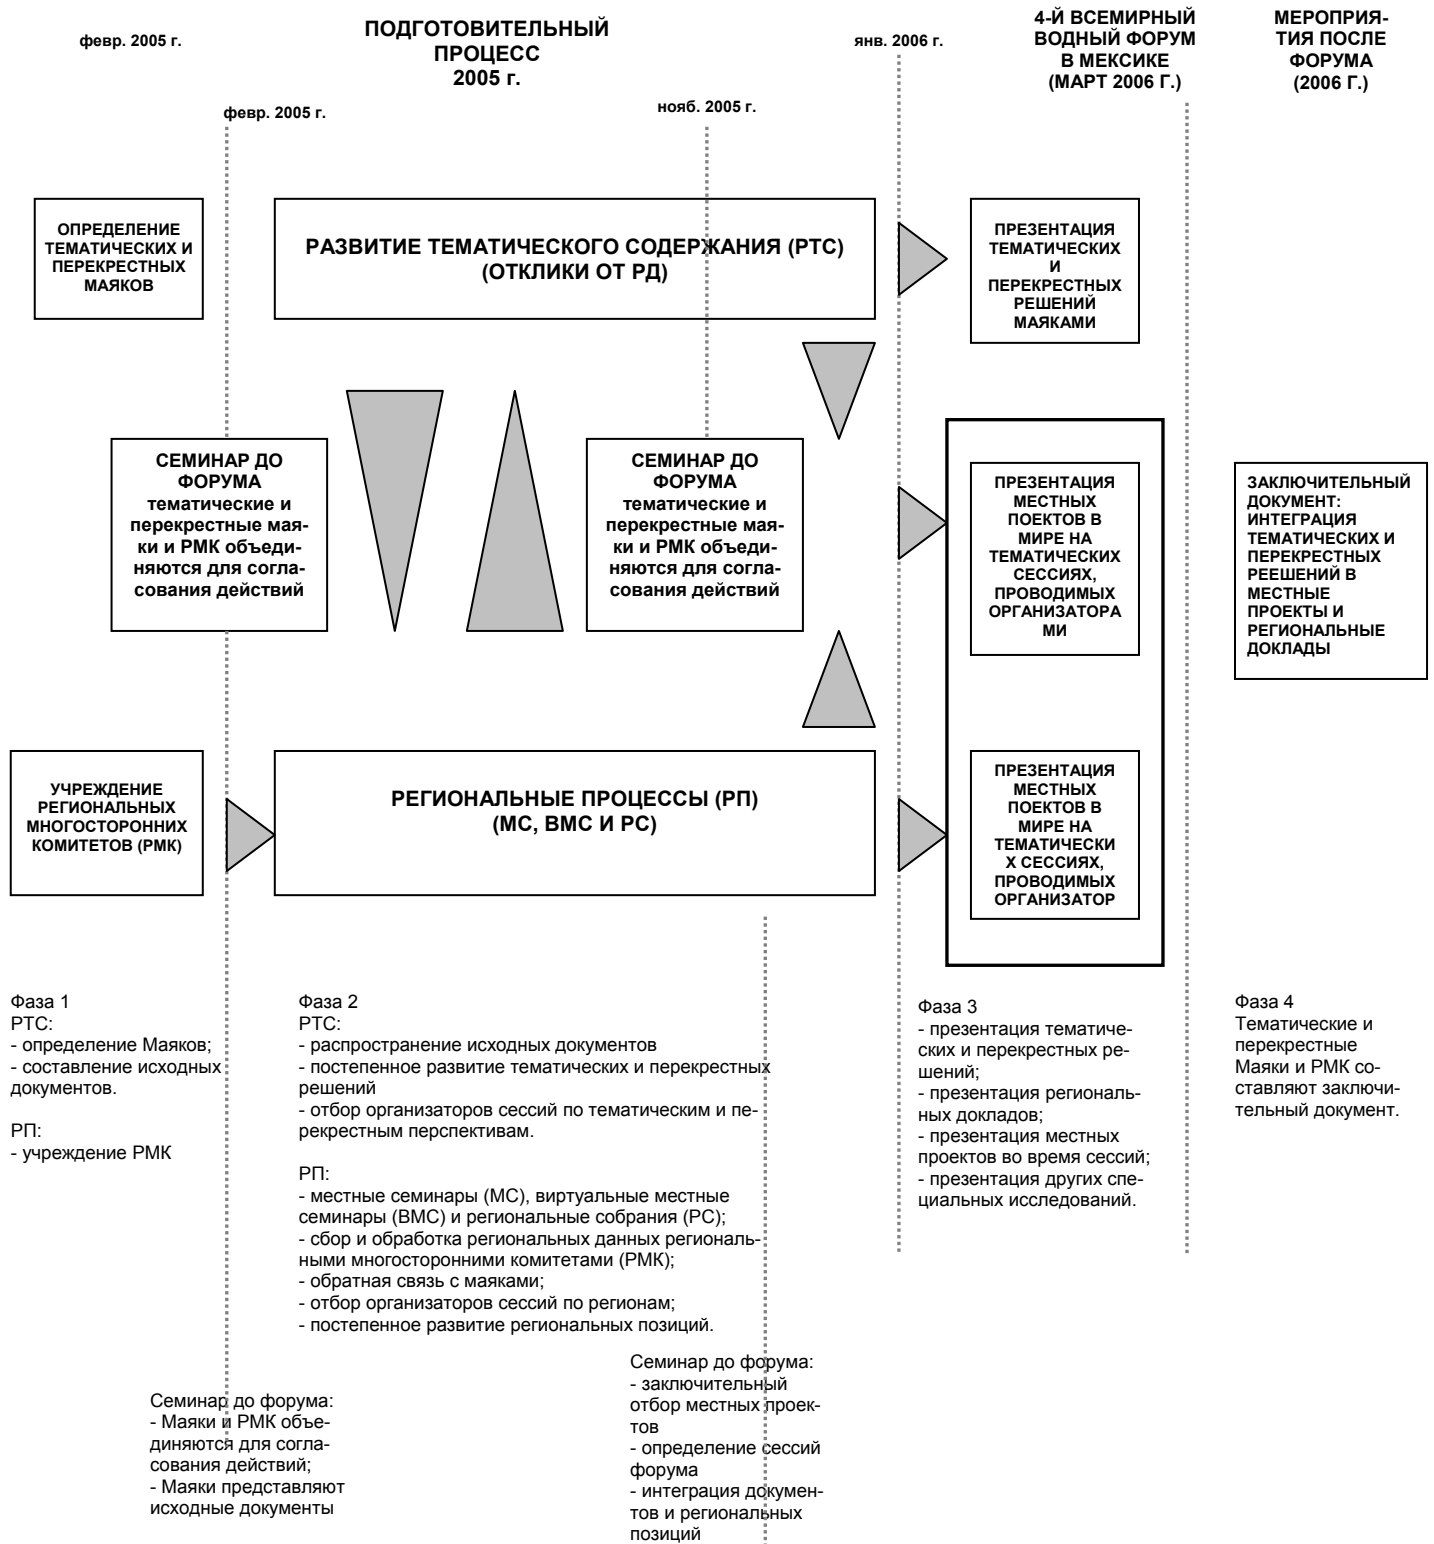 февр. 2005 г.
ПОДГОТОВИТЕЛЬНЫЙ
ПРОЦЕСС
2005 г.
янв. 2006 г.
4-Й ВСЕМИРНЫЙ
ВОДНЫЙ ФОРУМ
В МЕКСИКЕ
(МАРТ 2006 Г.)
МЕРОПРИЯ-
ТИЯ ПОСЛЕ
ФОРУМА
(2006 Г.)
февр. 2005 г.
нояб. 2005 г.
ОПРЕДЕЛЕНИЕ
ТЕМАТИЧЕСКИХ И
ПЕРЕКРЕСТНЫХ
МАЯКОВ
РАЗВИТИЕ ТЕМАТИЧЕСКОГО СОДЕРЖАНИЯ (РТС)
(ОТКЛИКИ ОТ РД)
ПРЕЗЕНТАЦИЯ
ТЕМАТИЧЕСКИХ
И
ПЕРЕКРЕСТНЫХ
РЕШЕНИЙ
МАЯКАМИ
СЕМИНАР ДО
ФОРУМА
тематические и
перекрестные мая-
ки и РМК объеди-
няются для согла-
сования действий
СЕМИНАР ДО
ФОРУМА
тематические и
перекрестные мая-
ки и РМК объеди-
няются для согла-
сования действий
ПРЕЗЕНТАЦИЯ
МЕСТНЫХ
ПОЕКТОВ В
МИРЕ НА
ТЕМАТИЧЕСКИХ
СЕССИЯХ,
ПРОВОДИМЫХ
ОРГАНИЗАТОРА
МИ
ЗАКЛЮЧИТЕЛЬНЫЙ
ДОКУМЕНТ:
ИНТЕГРАЦИЯ
ТЕМАТИЧЕСКИХ И
ПЕРЕКРЕСТНЫХ
РЕЕШЕНИЙ В
МЕСТНЫЕ
ПРОЕКТЫ И
РЕГИОНАЛЬНЫЕ
ДОКЛАДЫ
УЧРЕЖДЕНИЕ
РЕГИОНАЛЬНЫХ
МНОГОСТОРОННИХ
КОМИТЕТОВ (РМК)
РЕГИОНАЛЬНЫЕ ПРОЦЕССЫ (РП)
(МС, ВМС И РС)
ПРЕЗЕНТАЦИЯ
МЕСТНЫХ
ПОЕКТОВ В
МИРЕ НА
ТЕМАТИЧЕСКИ
Х СЕССИЯХ,
ПРОВОДИМЫХ
ОРГАНИЗАТОР
Фаза 1
РТС:
- определение Маяков;
- составление исходных
документов.
РП:
- учреждение РМК
Фаза 2
РТС:
- распространение исходных документов
- постепенное развитие тематических и перекрестных
решений
- отбор организаторов сессий по тематическим и пе-
рекрестным перспективам.
РП:
- местные семинары (МС), виртуальные местные
семинары (ВМС) и региональные собрания (РС);
- сбор и обработка региональных данных региональ-
ными многосторонними комитетами (РМК);
- обратная связь с маяками;
- отбор организаторов сессий по регионам;
- постепенное развитие региональных позиций.
Фаза 3
- презентация тематиче-
ских и перекрестных ре-
шений;
- презентация региональ-
ных докладов;
- презентация местных
проектов во время сессий;
- презентация других спе-
циальных исследований.
Фаза 4
Тематические и
перекрестные
Маяки и РМК со-
ставляют заключи-
тельный документ.
Семинар до форума:
- Маяки и РМК объе-
диняются для согла-
сования действий;
- Маяки представляют
исходные документы
Семинар до форума:
- заключительный
отбор местных проек-
тов
- определение сессий
форума
- интеграция докумен-
тов и региональных
позиций